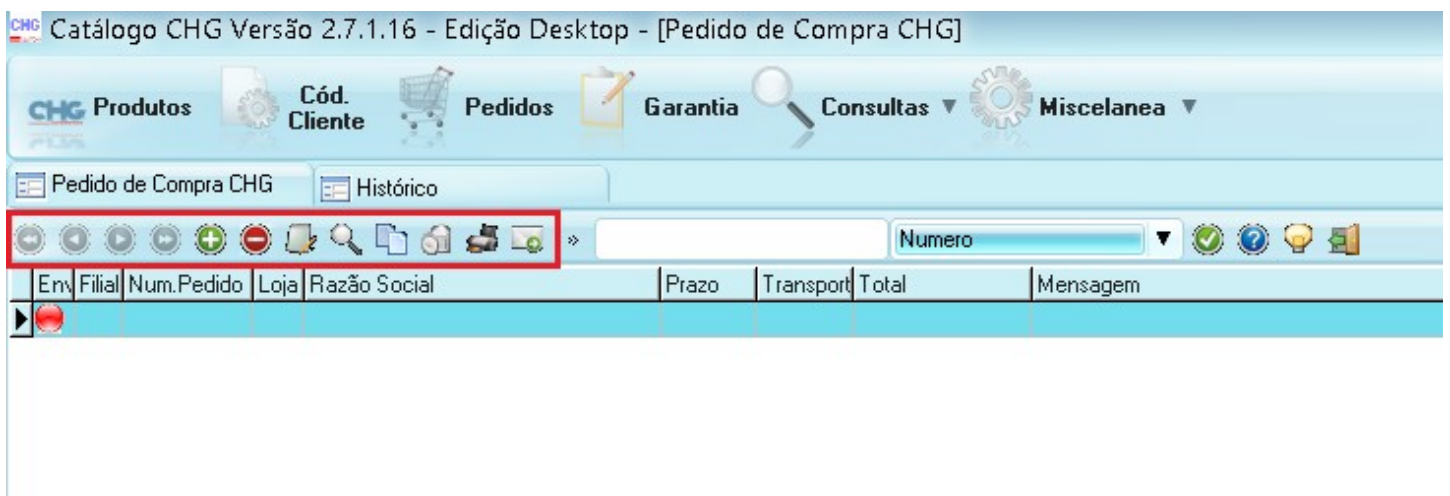 CHG Catálogo CHG Versão 2.7.1.16 - Edição Desktop - [Pedido de Compra CHG]
CHG Produtos Cód. Cliente Pedidos Garantia Consultas Miscelanea
Pedido de Compra CHG Histórico
» Numero
Env Filial Num.Pedido Loja Razão Social Prazo Transport Total Mensagem